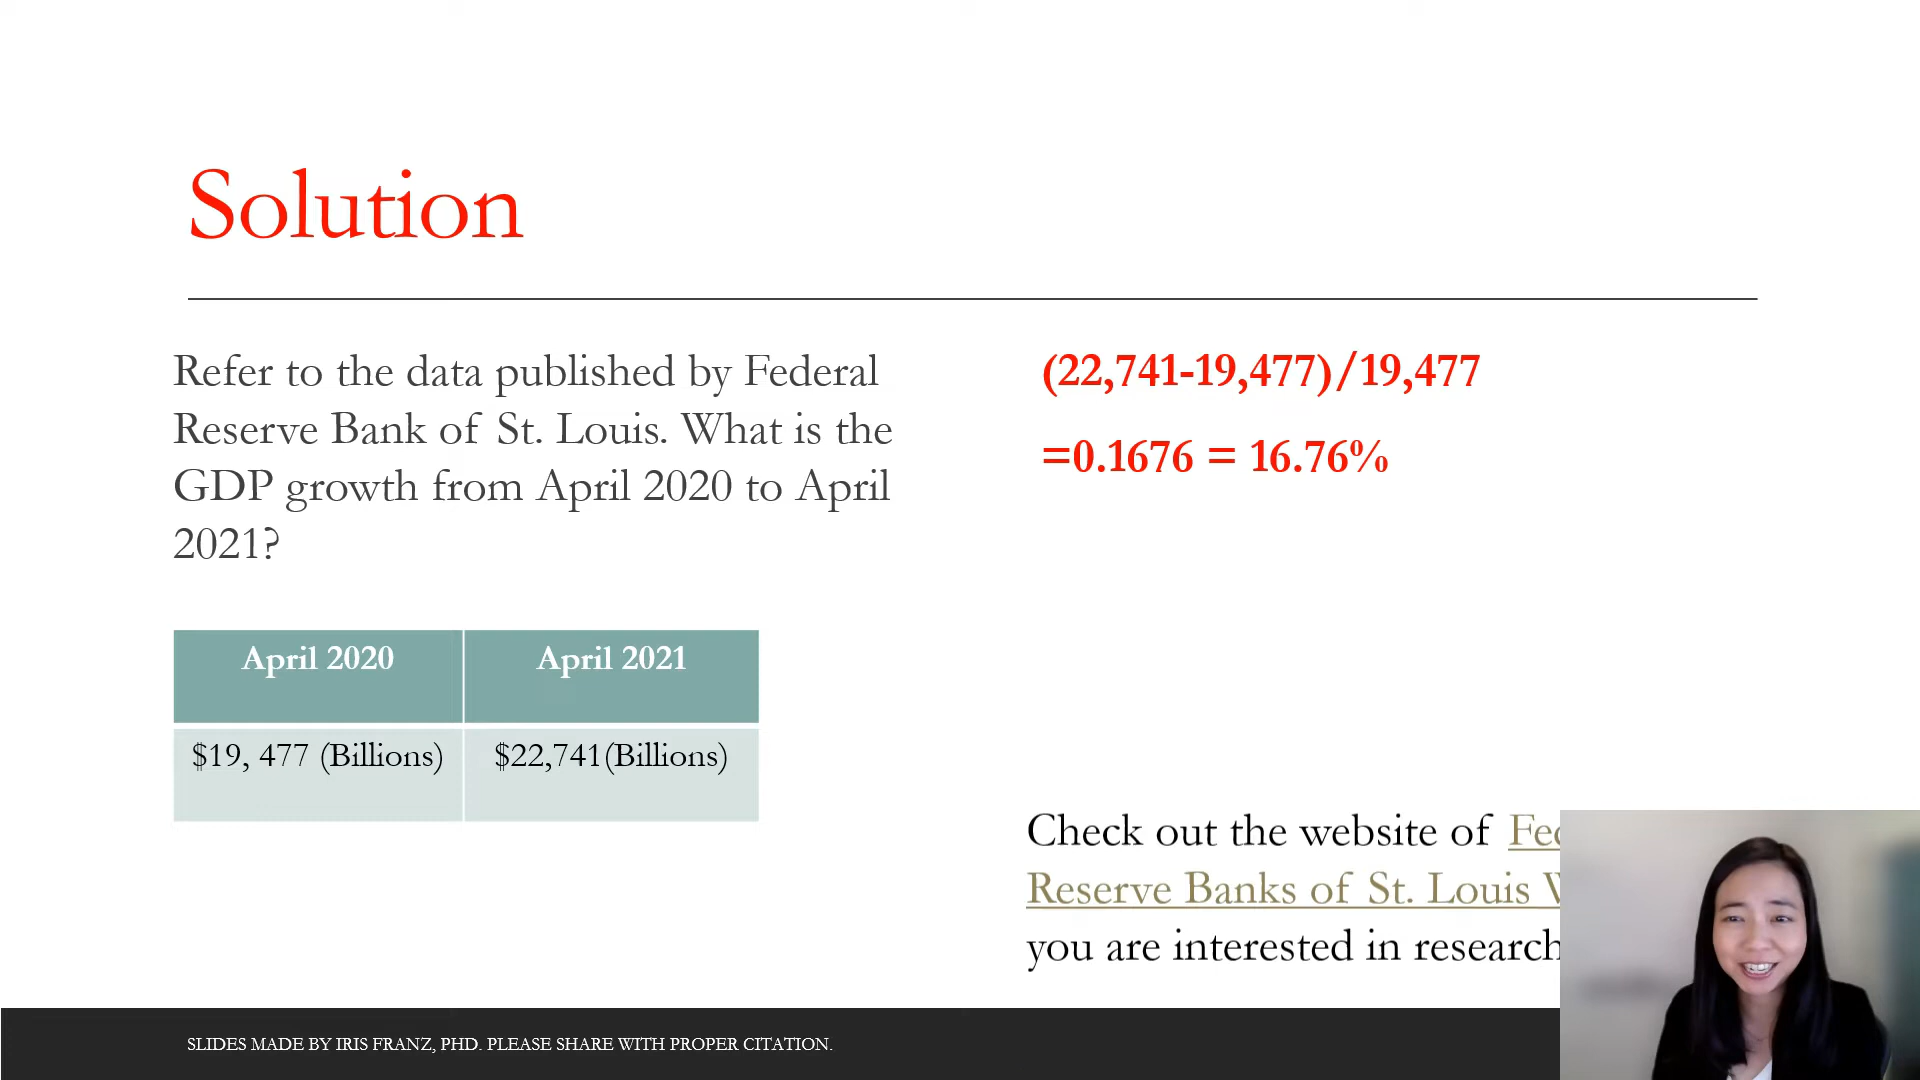 Solution
Refer to the data published by Federal
Reserve Bank of St. Louis. What is the
GDP growth from April 2020 to April
2021?
(22,741-19,477)/19,477
=0.1676 = 16.76%
April 2020 April 2021
$19, 477 (Billions) $22,741(Billions)
Check out the website of
Reserve Banks of St. Louis
you are interested in research
SLIDES MADE BY IRIS FRANZ, PHD. PLEASE SHARE WITH PROPER CITATION.